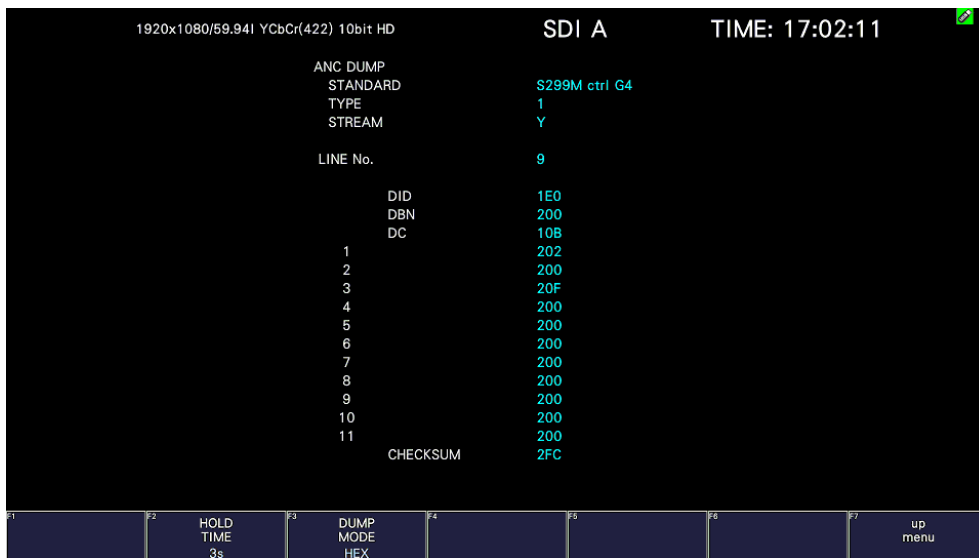 1920x1080/59.94I YCbCr(422) 10bit HD SDI A TIME: 17:02:11
ANC DUMP
STANDARD S299M ctrl G4
TYPE 1
STREAM Y
LINE No. 9
DID 1E0
DBN 200
DC 10B
1 202
2 200
3 20F
4 200
5 200
6 200
7 200
8 200
9 200
10 200
11 200
CHECKSUM 2FC
F1 F2 HOLD F3 DUMP F4 F5 F6 F7 up
TIME MODE menu
3s HEX